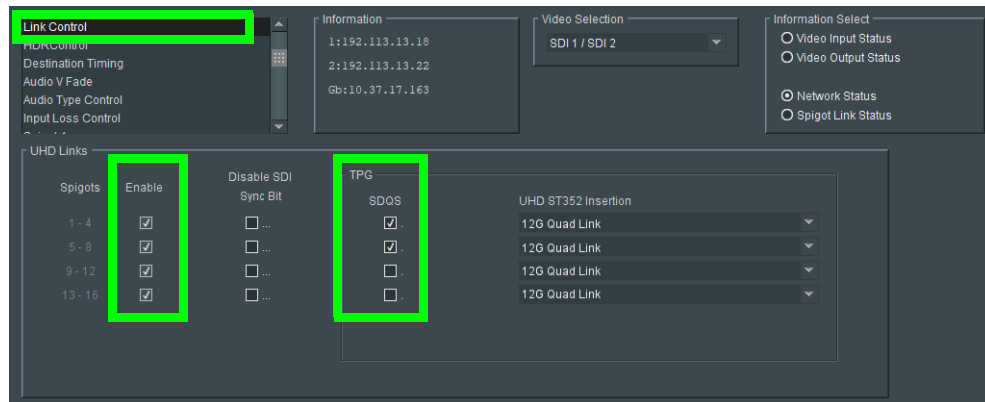 Link Control
HDRControl
Destination Timing
Audio V Fade
Audio Type Control
Input Loss Control
Information
1:192.113.13.18
2:192.113.13.22
Gb:10.37.17.163
Video Selection
SDI 1 / SDI 2
Information Select
Video Input Status
Video Output Status
Network Status
Spigot Link Status
UHD Links
Spigots Enable Disable SDI Sync Bit
TPG
SDQS UHD ST352 Insertion
1 - 4 ... . 12G Quad Link
5 - 8 ... . 12G Quad Link
9 - 12 ... . 12G Quad Link
13 - 16 ... . 12G Quad Link